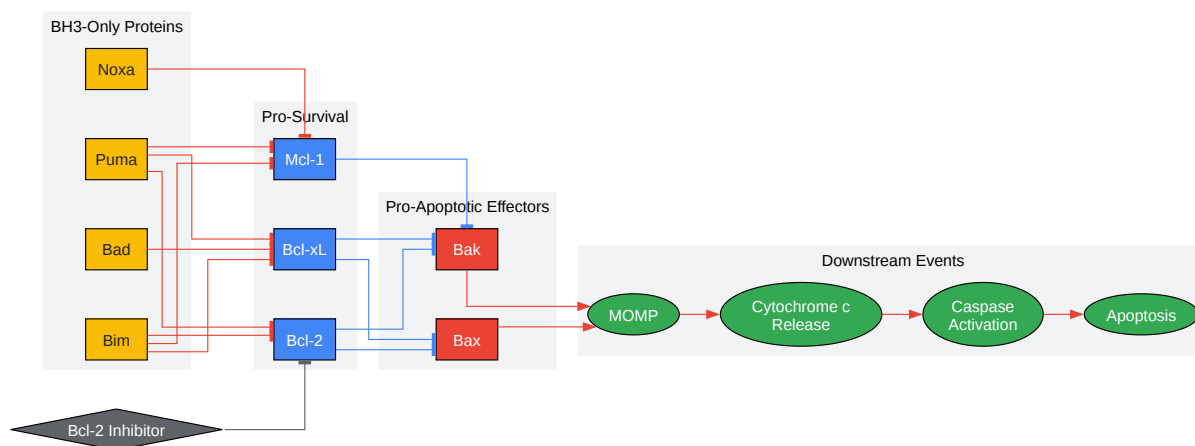 BH3-Only Proteins
Noxa
Puma
Bad
Bim
Pro-Survival
Mcl-1
Bcl-xL
Bcl-2
Pro-Apoptotic Effectors
Bak
Bax
Downstream Events
MOMP
Cytochrome c
Release
Caspase
Activation
Apoptosis
Bcl-2 Inhibitor